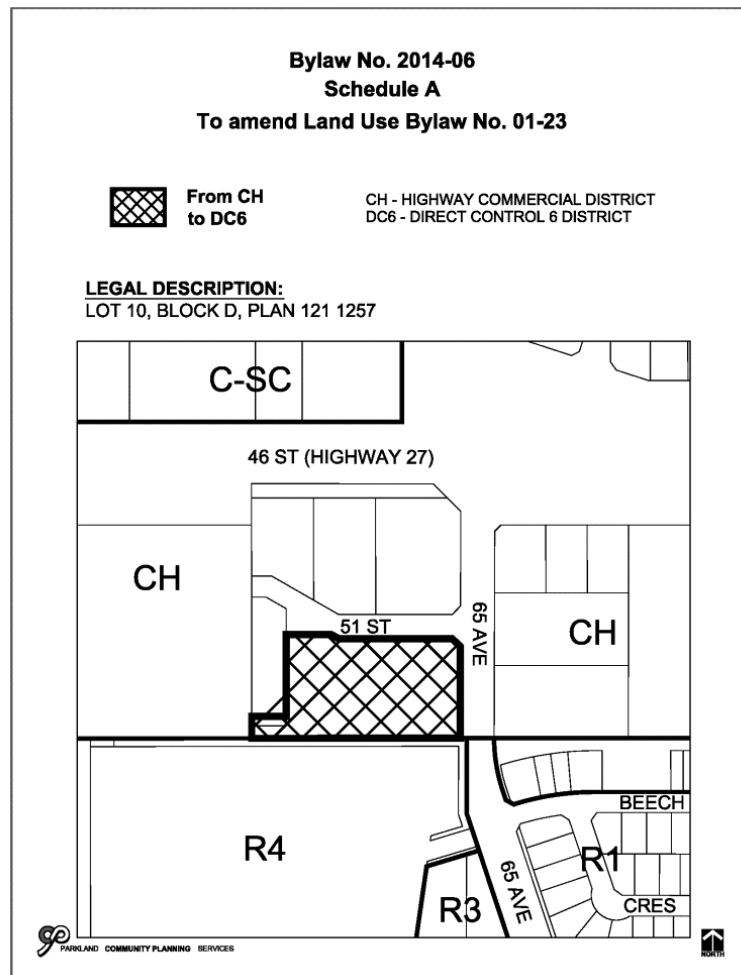 Bylaw No. 2014-06
Schedule A
To amend Land Use Bylaw No. 01-23
From CH
to DC6
CH - HIGHWAY COMMERCIAL DISTRICT
DC6 - DIRECT CONTROL 6 DISTRICT
LEGAL DESCRIPTION:
LOT 10, BLOCK D, PLAN 121 1257
C-SC
46 ST (HIGHWAY 27)
CH
51 ST
65 AVE
CH
BEECH
R4
R1
65 AVE
R3
CRES
PARKLAND COMMUNITY PLANNING SERVICES
NORTH